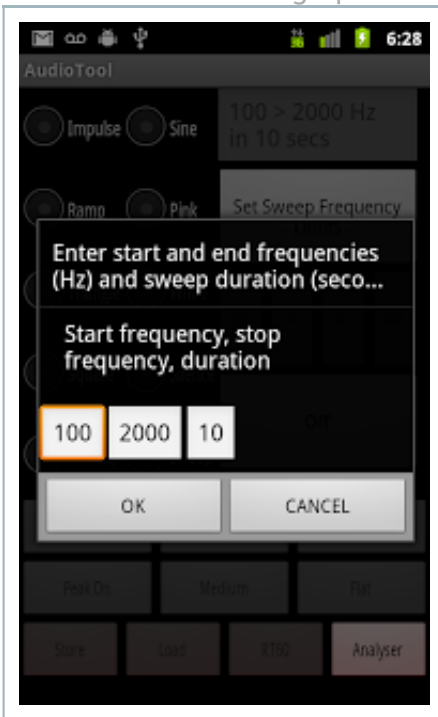 6:28
AudioTool
Impulse Sine
100 > 2000 Hz
in 10 secs
Ramp Pink
Set Sweep Frequency
Enter start and end frequencies
(Hz) and sweep duration (seco...
Start frequency, stop
frequency, duration
100 2000 10
Off
OK CANCEL
Peak On Medium Flat
Store Load RT60 Analyser